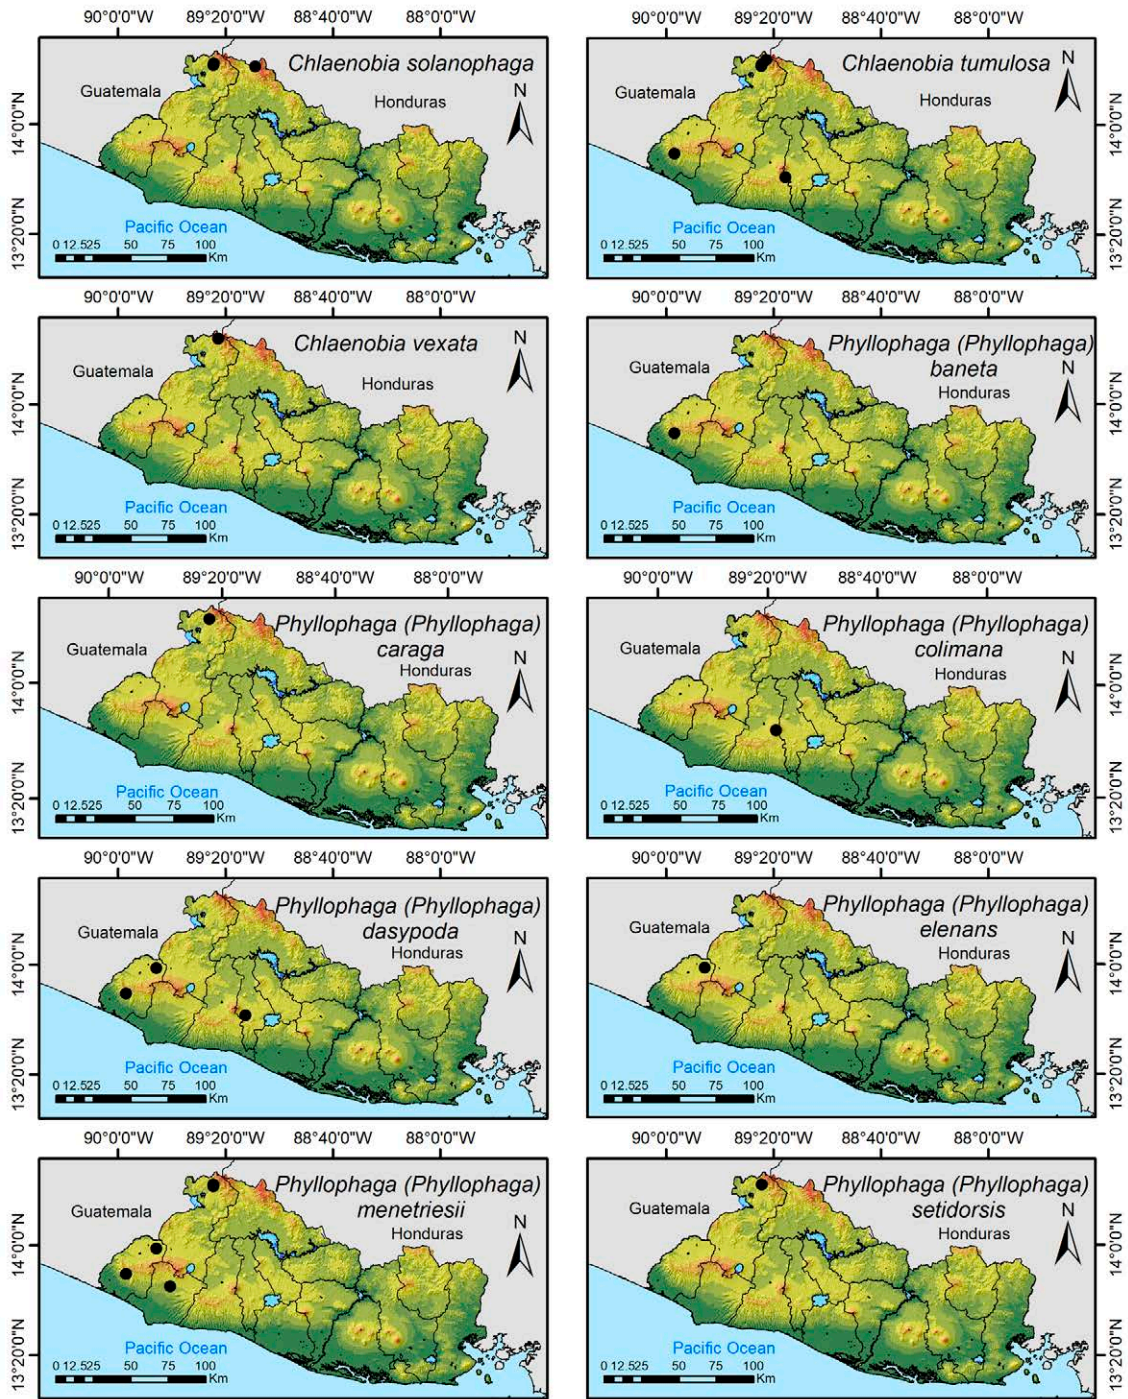 90°0'0"W 89°20'0"W 88°40'0"W 88°0'0"W
Chlaenobia solanophaga
Guatemala
Honduras
N
14°0'0"N
13°20'0"N
Pacific Ocean
0 12.525 50 75 100
Km
90°0'0"W 89°20'0"W 88°40'0"W 88°0'0"W
Chlaenobia tumulosa
Guatemala
Honduras
N
14°0'0"N
13°20'0"N
Pacific Ocean
0 12.525 50 75 100
Km
90°0'0"W 89°20'0"W 88°40'0"W 88°0'0"W
Chlaenobia vexata
Guatemala
Honduras
N
14°0'0"N
13°20'0"N
Pacific Ocean
0 12.525 50 75 100
Km
90°0'0"W 89°20'0"W 88°40'0"W 88°0'0"W
Phyllophaga (Phyllophaga)
baneta
Guatemala
Honduras
N
14°0'0"N
13°20'0"N
Pacific Ocean
0 12.525 50 75 100
Km
90°0'0"W 89°20'0"W 88°40'0"W 88°0'0"W
Phyllophaga (Phyllophaga)
caraga
Guatemala
Honduras
N
14°0'0"N
13°20'0"N
Pacific Ocean
0 12.525 50 75 100
Km
90°0'0"W 89°20'0"W 88°40'0"W 88°0'0"W
Phyllophaga (Phyllophaga)
colimana
Guatemala
Honduras
N
14°0'0"N
13°20'0"N
Pacific Ocean
0 12.525 50 75 100
Km
90°0'0"W 89°20'0"W 88°40'0"W 88°0'0"W
Phyllophaga (Phyllophaga)
dasypoda
Guatemala
Honduras
N
14°0'0"N
13°20'0"N
Pacific Ocean
0 12.525 50 75 100
Km
90°0'0"W 89°20'0"W 88°40'0"W 88°0'0"W
Phyllophaga (Phyllophaga)
elenans
Guatemala
Honduras
N
14°0'0"N
13°20'0"N
Pacific Ocean
0 12.525 50 75 100
Km
90°0'0"W 89°20'0"W 88°40'0"W 88°0'0"W
Phyllophaga (Phyllophaga)
menetriesii
Guatemala
Honduras
N
14°0'0"N
13°20'0"N
Pacific Ocean
0 12.525 50 75 100
Km
90°0'0"W 89°20'0"W 88°40'0"W 88°0'0"W
Phyllophaga (Phyllophaga)
setidorsis
Guatemala
Honduras
N
14°0'0"N
13°20'0"N
Pacific Ocean
0 12.525 50 75 100
Km